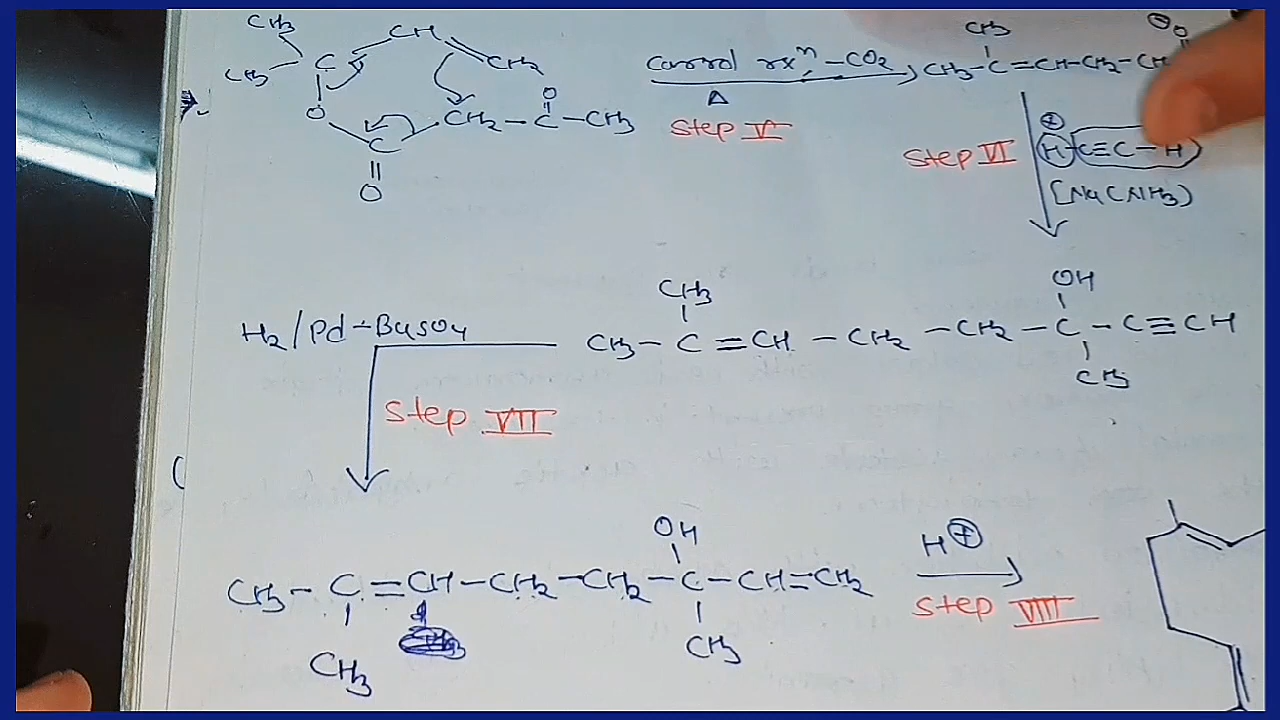 CH3
CH3
C
CH
CH2
O
C
O
CH2-C-CH3
O
Carrol rxn, -CO2
Δ
Step V
CH3
CH3-C=CH-CH2-CH
O
Step VI
H-C≡C-H
[Na(NH3)
H2/Pd-BaSO4
Step VII
CH3 OH
CH3-C=CH-CH2-CH2-C-C≡CH
CH3
OH
CH3-C=CH-CH2-CH2-C-CH=CH2
CH3 CH3
H⊕
Step VIII